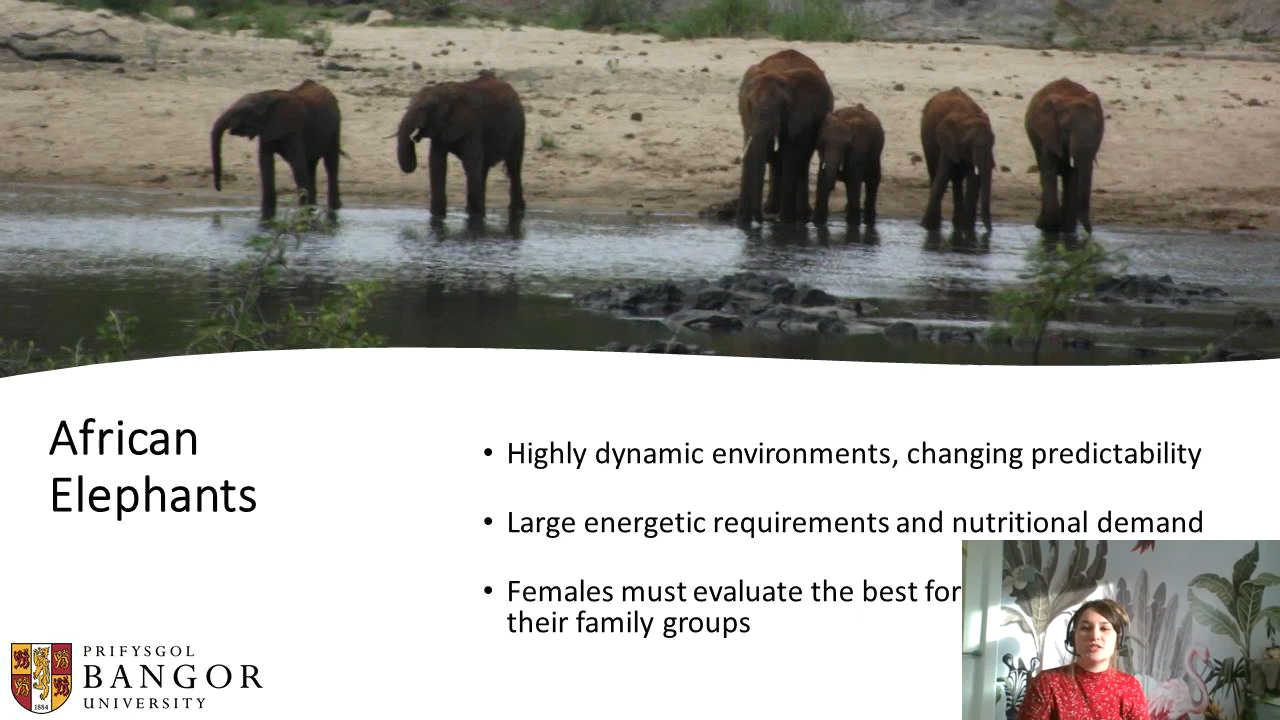 African
Elephants
• Highly dynamic environments, changing predictability
• Large energetic requirements and nutritional demand
• Females must evaluate the best for
their family groups
PRIFYSGOL
BANGOR
UNIVERSITY
1884